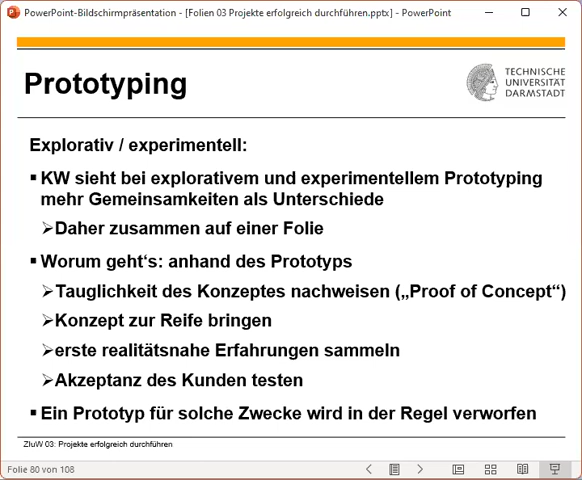 PowerPoint-Bildschirmpräsentation - [Folien 03 Projekte erfolgreich durchführen.pptx] - PowerPoint
Prototyping
TECHNISCHE
UNIVERSITÄT
DARMSTADT
Explorativ / experimentell:
▪ KW sieht bei explorativem und experimentellem Prototyping
mehr Gemeinsamkeiten als Unterschiede
➢Daher zusammen auf einer Folie
▪ Worum geht‘s: anhand des Prototyps
➢Tauglichkeit des Konzeptes nachweisen („Proof of Concept“)
➢Konzept zur Reife bringen
➢erste realitätsnahe Erfahrungen sammeln
➢Akzeptanz des Kunden testen
▪ Ein Prototyp für solche Zwecke wird in der Regel verworfen
ZIuW 03: Projekte erfolgreich durchführen
Folie 80 von 108